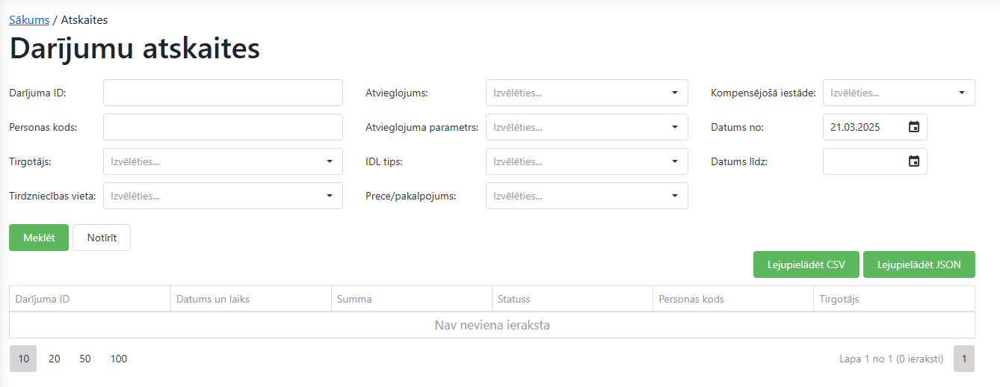 Sākums / Atskaites
Darījumu atskaites
Darījuma ID:
Atvieglojums: Izvēlēties...
Kompensējošā iestāde: Izvēlēties...
Personas kods:
Atvieglojuma parametrs: Izvēlēties...
Datums no: 21.03.2025
Tirgotājs: Izvēlēties...
IDL tips: Izvēlēties...
Datums līdz:
Tirdzniecības vieta: Izvēlēties...
Prece/pakalpojums: Izvēlēties...
Meklēt Notīrīt
Lejupielādēt CSV Lejupielādēt JSON
Darījuma ID Datums un laiks Summa Statuss Personas kods Tirgotājs
Nav neviena ieraksta
10 20 50 100 Lapa 1 no 1 (0 ieraksti) 1